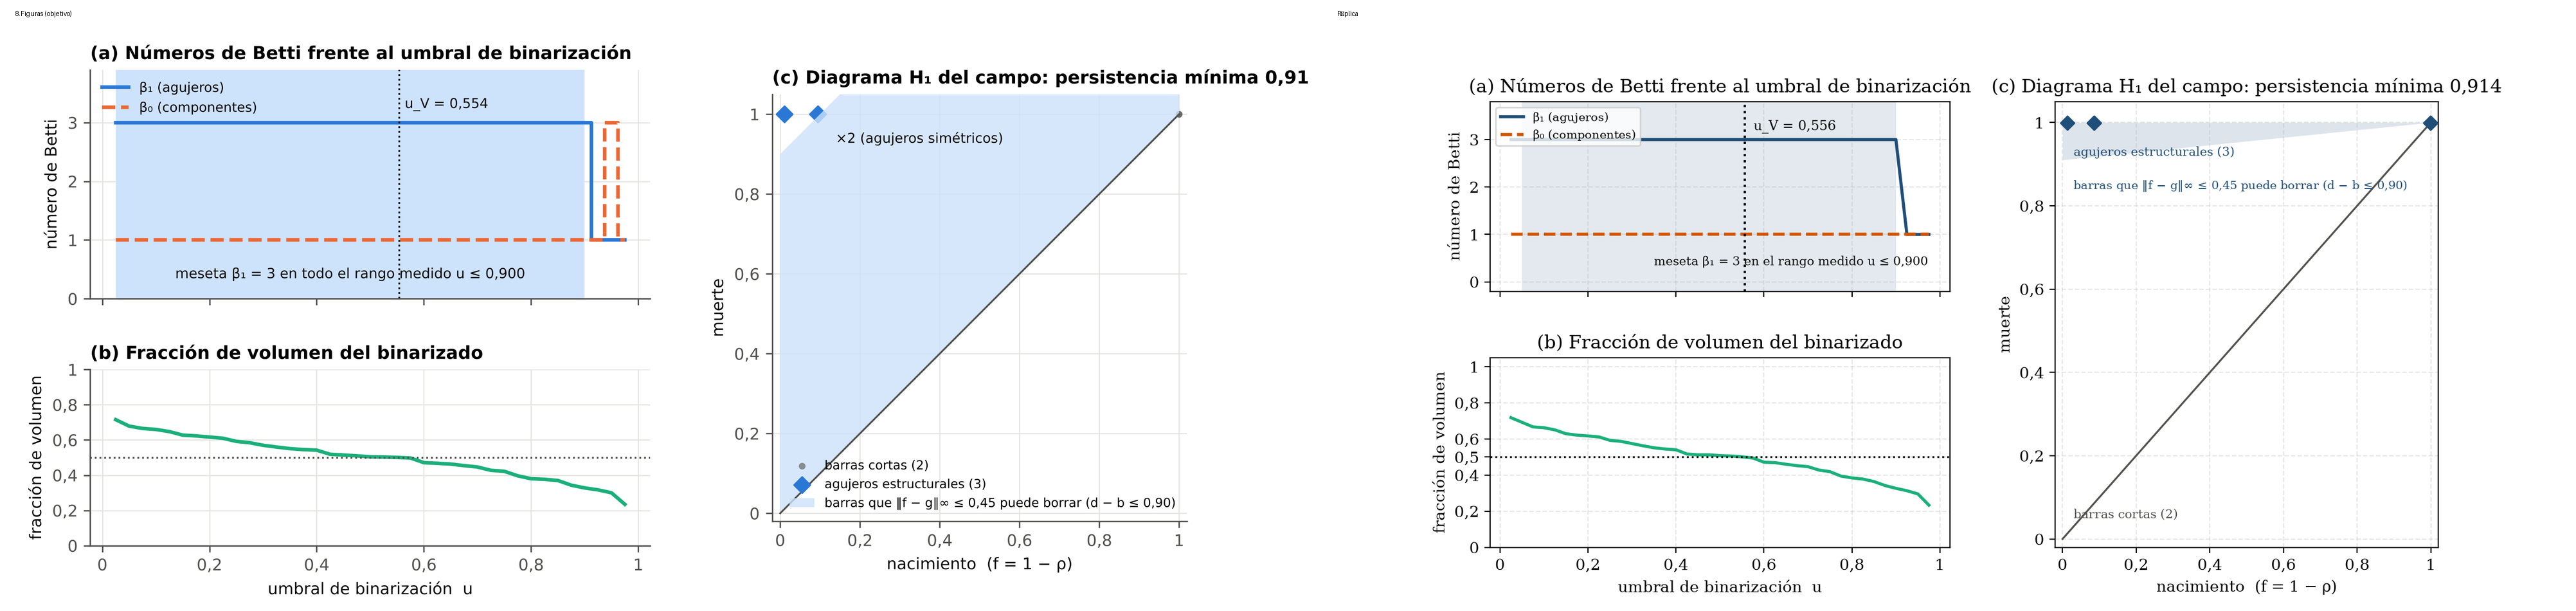 8.Figuras (objetivo)
(a) Números de Betti frente al umbral de binarización
β₁ (agujeros)
β₀ (componentes)
u_V = 0,554
3
2
1
0
número de Betti
meseta β₁ = 3 en todo el rango medido u ≤ 0,900
(b) Fracción de volumen del binarizado
1
0,8
0,6
0,4
0,2
0
fracción de volumen
0
0,2
0,4
0,6
0,8
1
umbral de binarización u
(c) Diagrama H₁ del campo: persistencia mínima 0,91
1
0,8
0,6
0,4
0,2
0
muerte
×2 (agujeros simétricos)
barras cortas (2)
agujeros estructurales (3)
barras que ‖f − g‖∞ ≤ 0,45 puede borrar (d − b ≤ 0,90)
0
0,2
0,4
0,6
0,8
1
nacimiento (f = 1 − ρ)
(a) Números de Betti frente al umbral de binarización
β₁ (agujeros)
β₀ (componentes)
u_V = 0,556
3
2
1
0
número de Betti
meseta β₁ = 3 en todo el rango medido u ≤ 0,900
(b) Fracción de volumen del binarizado
1
0,8
0,6
0,5
0,4
0,2
0
fracción de volumen
0
0,2
0,4
0,6
0,8
1
umbral de binarización u
(c) Diagrama H₁ del campo: persistencia mínima 0,914
1
0,8
0,6
0,4
0,2
0
muerte
agujeros estructurales (3)
barras que ‖f − g‖∞ ≤ 0,45 puede borrar (d − b ≤ 0,90)
barras cortas (2)
0
0,2
0,4
0,6
0,8
1
nacimiento (f = 1 − ρ)